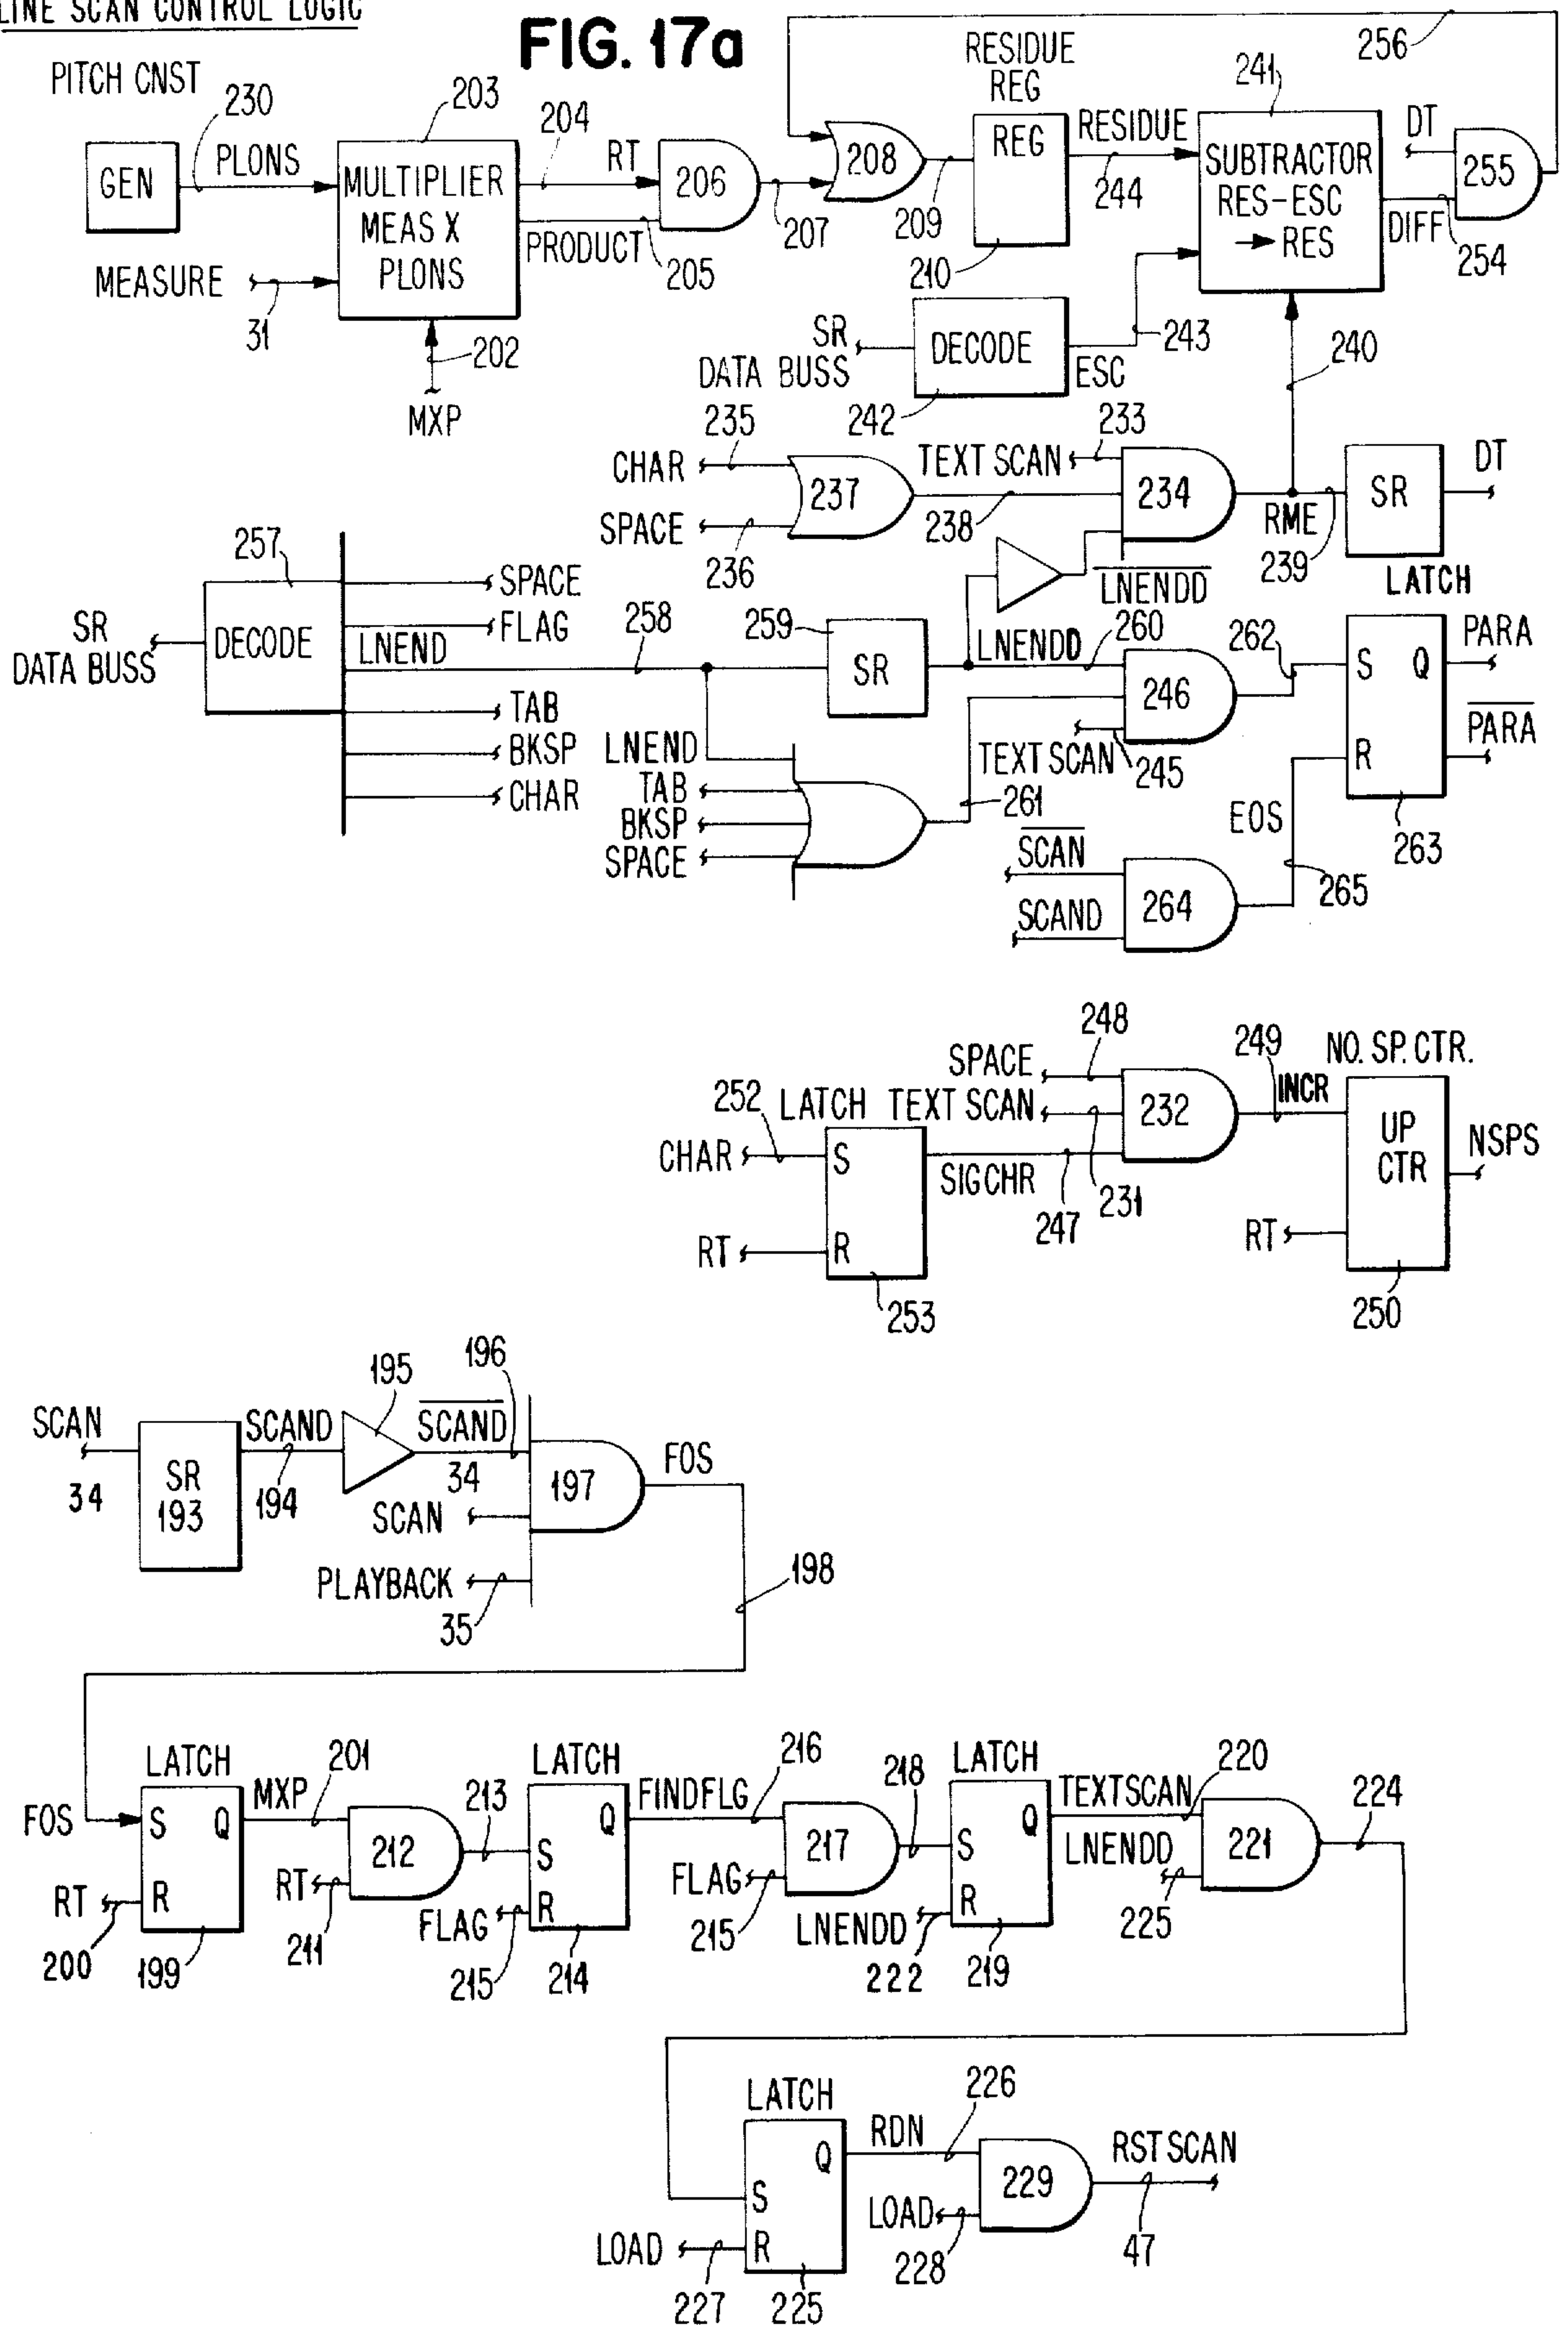 LINE SCAN CONTROL LOGIC
FIG. 17a
256
PITCH CNST
RESIDUE
REG
241
230
203
204
DT
PLONS
RT
REG
RESIDUE
GEN
MULTIPLIER
MEAS X
PLONS
206
208
SUBTRACTOR
RES-ESC
→ RES
255
PRODUCT
207
209
244
DIFF
205
210
254
MEASURE
31
202
MXP
SR
DATA BUSS
DECODE
ESC
243
240
242
235
233
CHAR
TEXT SCAN
DT
237
234
SR
SPACE
238
RME
236
239
257
LNENDD
LATCH
SPACE
SR
DATA BUSS
DECODE
FLAG
258
259
LNENDD
260
262
PARA
LNEND
SR
S
Q
246
TAB
LNEND
PARA
BKSP
TAB
TEXT SCAN
245
R
CHAR
BKSP
261
EOS
SPACE
SCAN
263
264
265
SCAND
248
SPACE
249
NO. SP. CTR.
252
LATCH
TEXT SCAN
232
INCR
UP
CTR
CHAR
S
SIGCHR
231
NSPS
247
RT
R
RT
253
250
196
195
SCAN
SCAND
SCAND
FOS
34
SR
193
194
34
197
SCAN
PLAYBACK
198
35
LATCH
201
LATCH
216
LATCH
220
MXP
213
FINDFLG
218
TEXTSCAN
224
FOS
S
Q
212
S
Q
217
S
Q
LNENDD
221
RT
R
RT
FLAG
R
FLAG
LNENDD
R
225
200
199
211
215
214
215
222
219
LATCH
226
RDN
RSTSCAN
Q
S
229
LOAD
LOAD
R
228
47
227
225